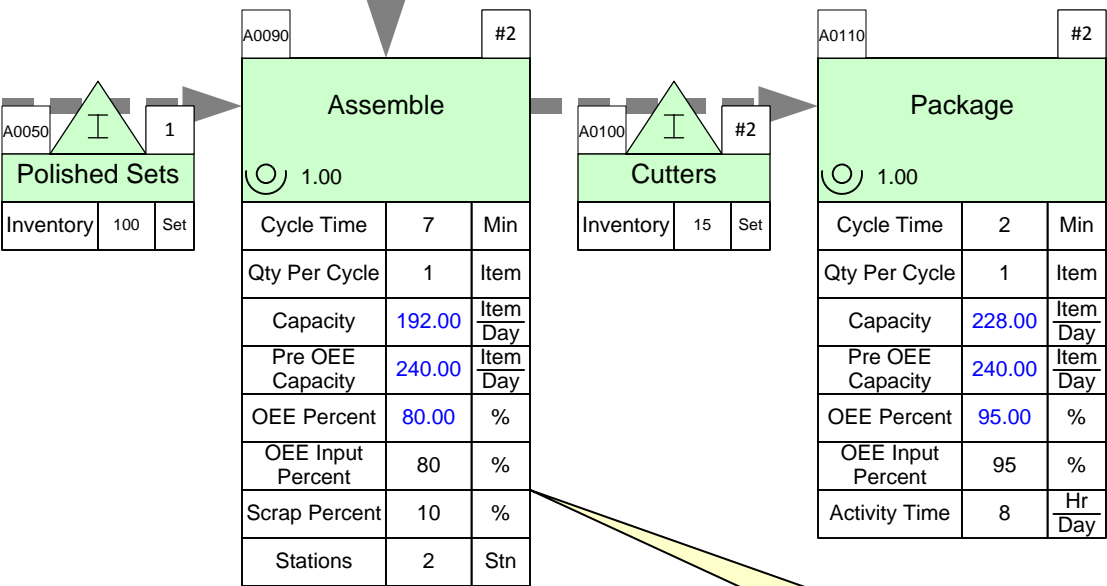 A0050
1
Polished Sets
Inventory 100 Set
A0090
#2
Assemble
1.00
Cycle Time 7 Min
Qty Per Cycle 1 Item
Capacity 192.00 Item
Day
Pre OEE
Capacity 240.00 Item
Day
OEE Percent 80.00 %
OEE Input
Percent 80 %
Scrap Percent 10 %
Stations 2 Stn
A0100
I
#2
Cutters
Inventory 15 Set
A0110
#2
Package
1.00
Cycle Time 2 Min
Qty Per Cycle 1 Item
Capacity 228.00 Item
Day
Pre OEE
Capacity 240.00 Item
Day
OEE Percent 95.00 %
OEE Input
Percent 95 %
Activity Time 8 Hr
Day